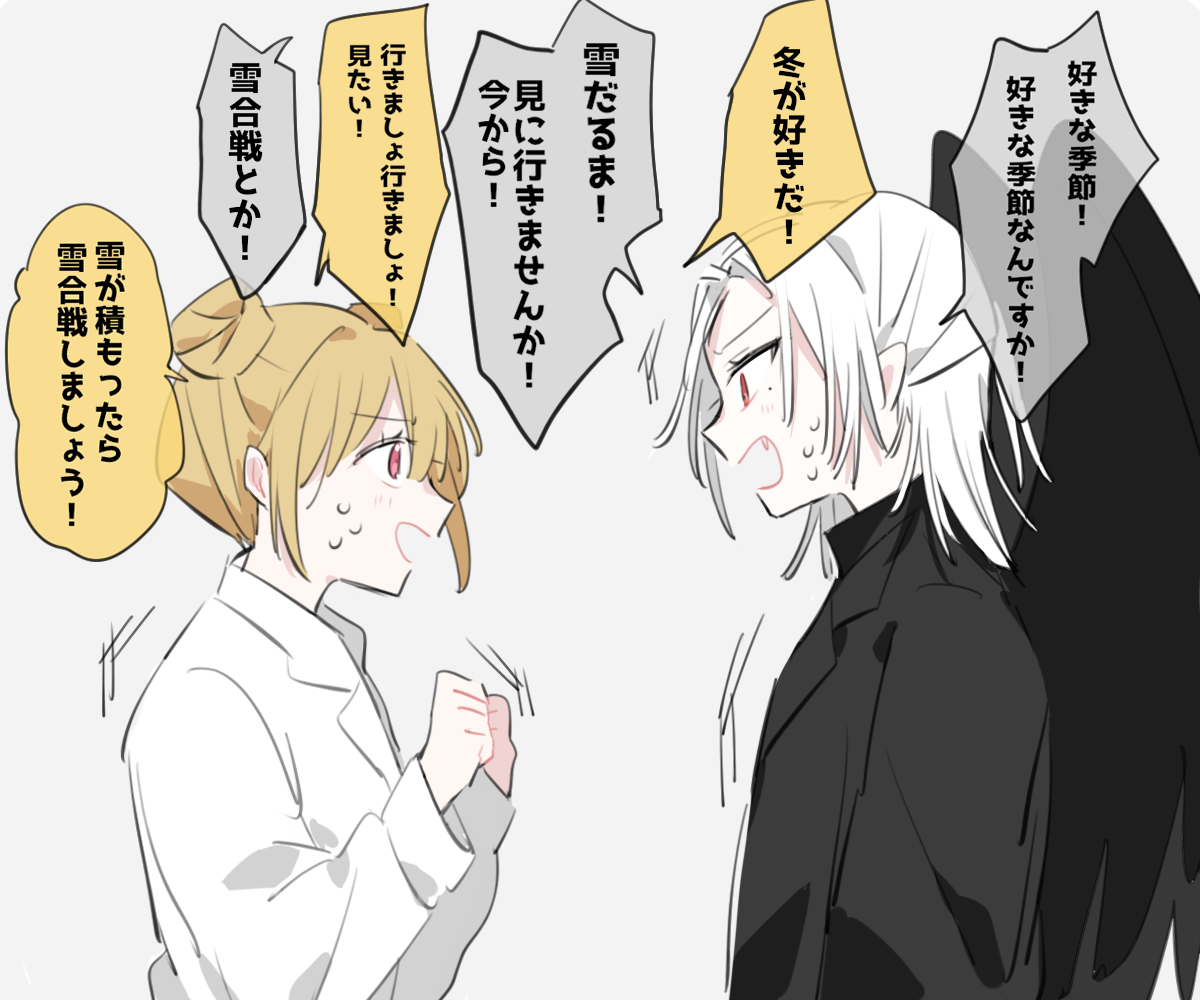 好きな季節！
好きな季節なんですか！
冬が好きだ！
雪だるま！
見に行きませんか！
今から！
行きましょ行きましょ！
見たい！
雪合戦とか！
雪が積もったら
雪合戦しましょう！